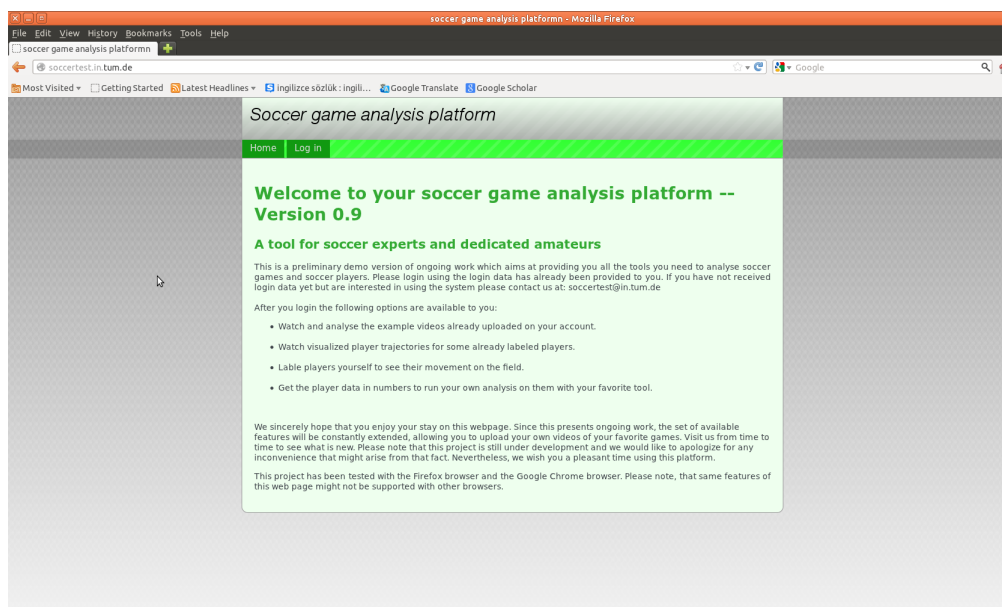 soccer game analysis platformn - Mozilla Firefox
File Edit View History Bookmarks Tools Help
soccer game analysis platformn
soccertest.in.tum.de
Google
Most Visited Getting Started Latest Headlines ingilizce sözlük : ingili... Google Translate Google Scholar
Soccer game analysis platform
Home Log in
Welcome to your soccer game analysis platform --
Version 0.9
A tool for soccer experts and dedicated amateurs
This is a preliminary demo version of ongoing work which aims at providing you all the tools you need to analyse soccer
games and soccer players. Please login using the login data has already been provided to you. If you have not received
login data yet but are interested in using the system please contact us at: soccertest@in.tum.de
After you login the following options are available to you:
• Watch and analyse the example videos already uploaded on your account.
• Watch visualized player trajectories for some already labeled players.
• Lable players yourself to see their movement on the field.
• Get the player data in numbers to run your own analysis on them with your favorite tool.
We sincerely hope that you enjoy your stay on this webpage. Since this presents ongoing work, the set of available
features will be constantly extended, allowing you to upload your own videos of your favorite games. Visit us from time to
time to see what is new. Please note that this project is still under development and we would like to apologize for any
inconvenience that might arise from that fact. Nevertheless, we wish you a pleasant time using this platform.
This project has been tested with the Firefox browser and the Google Chrome browser. Please note, that same features of
this web page might not be supported with other browsers.